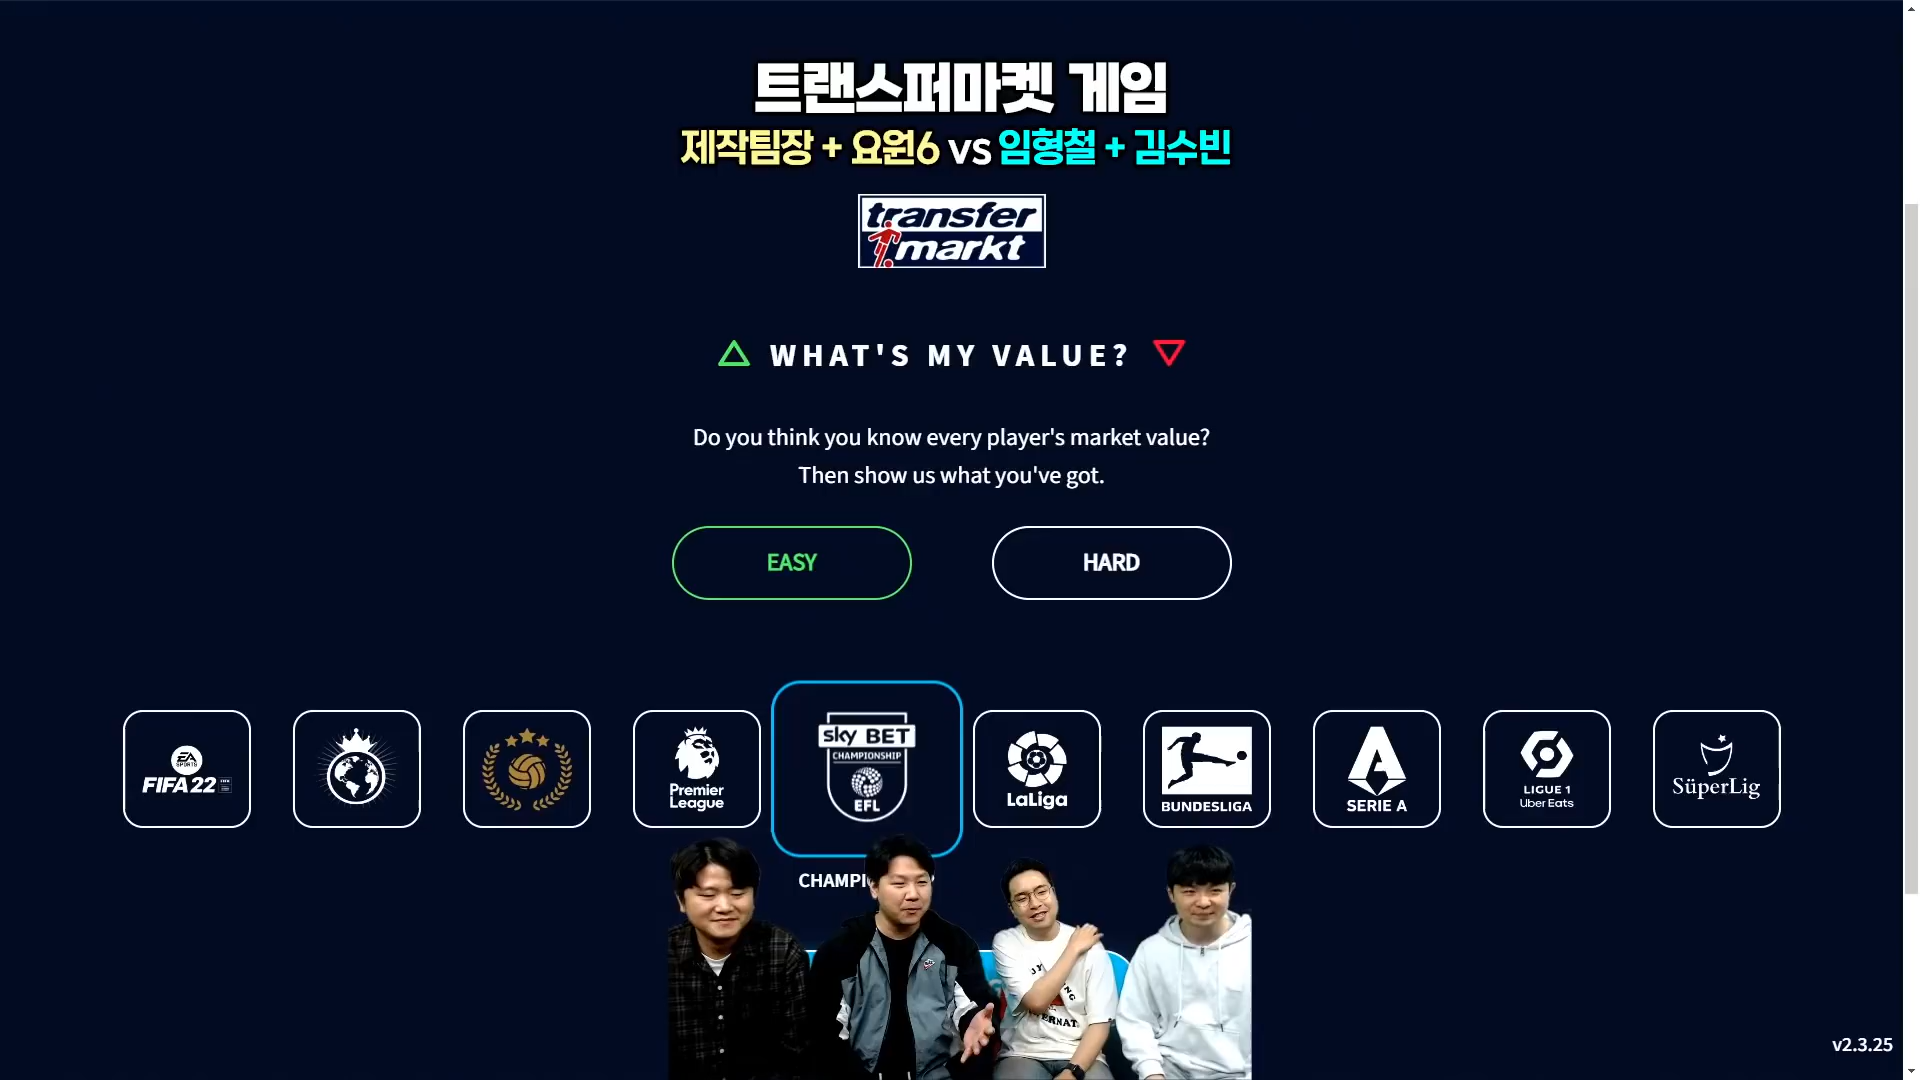 트랜스퍼마켓 게임
제작팀장 + 요원6 vs 임형철 + 김수빈
transfer
markt
WHAT'S MY VALUE?
Do you think you know every player's market value?
Then show us what you've got.
EASY
HARD
EA SPORTS
FIFA 22
Premier
League
sky BET
CHAMPIONSHIP
EFL
LaLiga
BUNDESLIGA
SERIE A
LIGUE 1
Uber Eats
SüperLig
CHAMPI
v2.3.25